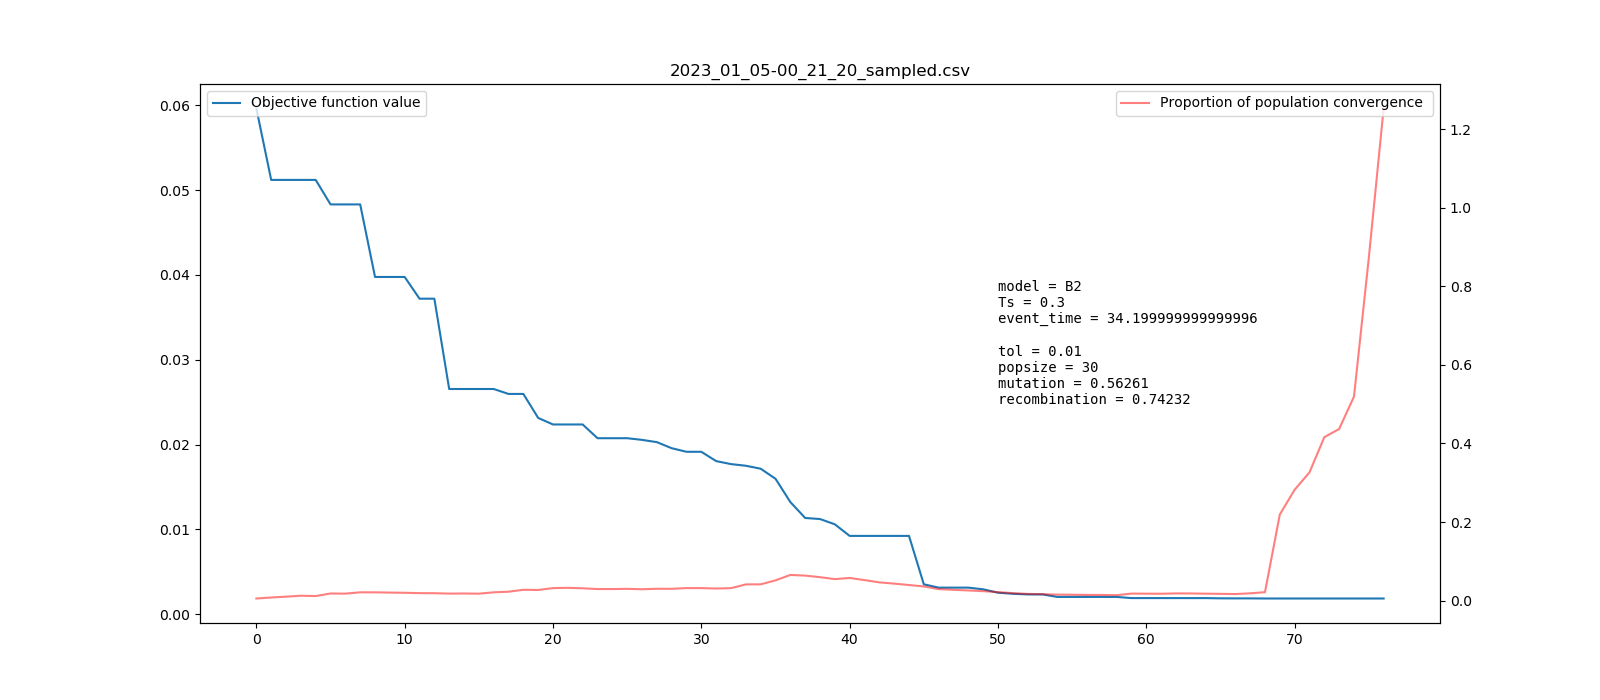 2023_01_05-00_21_20_sampled.csv
Objective function value
Proportion of population convergence
0.06
0.05
0.04
0.03
0.02
0.01
0.00
1.2
1.0
0.8
0.6
0.4
0.2
0.0
model = B2
Ts = 0.3
event_time = 34.199999999999996
tol = 0.01
popsize = 30
mutation = 0.56261
recombination = 0.74232
0 10 20 30 40 50 60 70